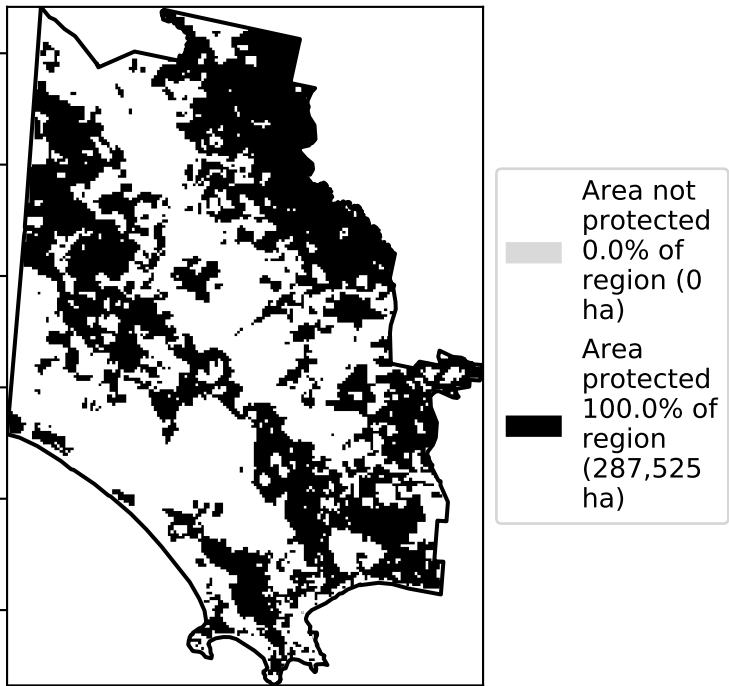 Area not
protected
0.0% of
region (0
ha)
Area
protected
100.0% of
region
(287,525
ha)